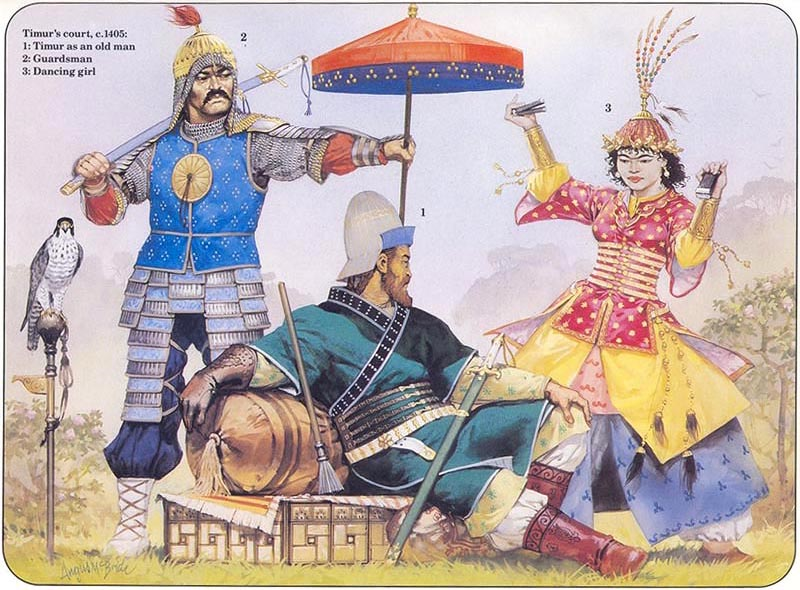 Timur's court, c.1405:
1: Timur as an old man
2: Guardsman
3: Dancing girl
2
3
1
Angus McBride